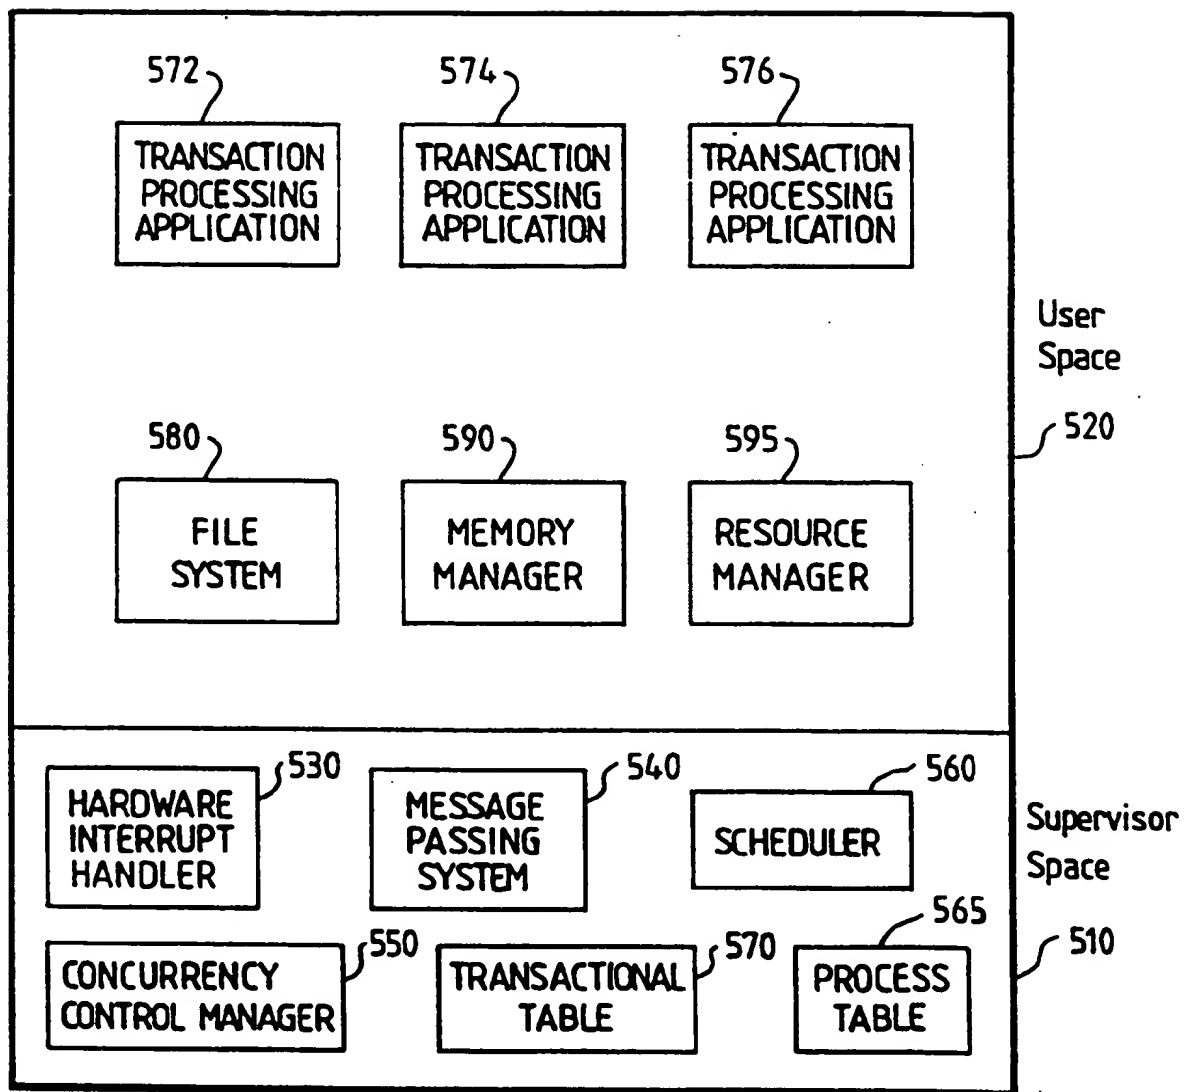 572
574
576
TRANSACTION
PROCESSING
APPLICATION
TRANSACTION
PROCESSING
APPLICATION
TRANSACTION
PROCESSING
APPLICATION
User
Space
520
580
590
595
FILE
SYSTEM
MEMORY
MANAGER
RESOURCE
MANAGER
530
540
560
HARDWARE
INTERRUPT
HANDLER
MESSAGE
PASSING
SYSTEM
SCHEDULER
Supervisor
Space
510
550
570
565
CONCURRENCY
CONTROL MANAGER
TRANSACTIONAL
TABLE
PROCESS
TABLE